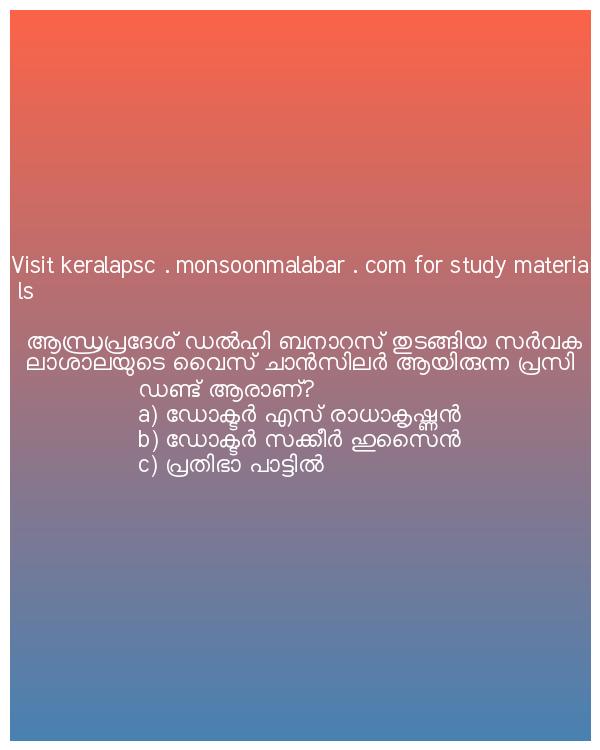 Visit keralapsc . monsoonmalabar . com for study materia
ls
ആന്ധ്രപ്രദേശ് ഡൽഹി ബനാറസ് തുടങ്ങിയ സർവക
ലാശാലയുടെ വൈസ് ചാൻസിലർ ആയിരുന്ന പ്രസി
ഡണ്ട് ആരാണ്?
a) ഡോക്ടർ എസ് രാധാകൃഷ്ണൻ
b) ഡോക്ടർ സക്കീർ ഹുസൈൻ
c) പ്രതിഭാ പാട്ടിൽ